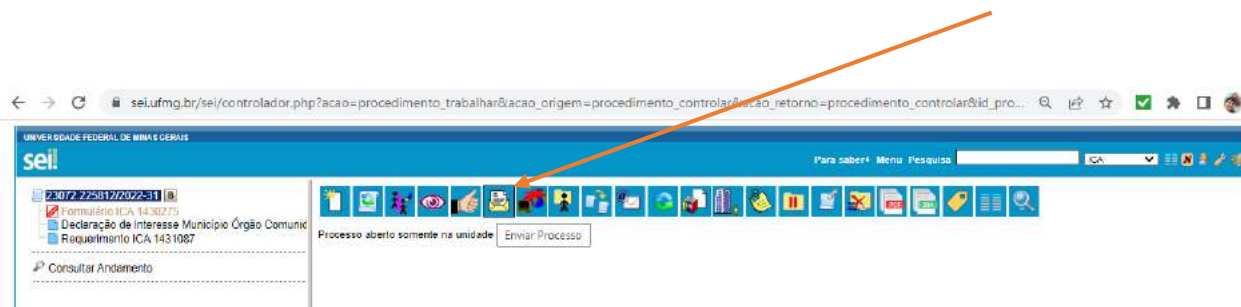 sei.ufmg.br/sei/controlador.php?acao=procedimento_trabalhar&acao_origem=procedimento_controlar&acao_retorno=procedimento_controlar&id_pro...
UNIVERSIDADE FEDERAL DE MINAS GERAIS
sei!
Para saber+ Menu Pesquisa
ICA
23072.225812/2022-31
Formulário ICA 1430275
Declaração de Interesse Município Órgão Comunid
Requerimento ICA 1431087
Processo aberto somente na unidade
Enviar Processo
Consultar Andamento